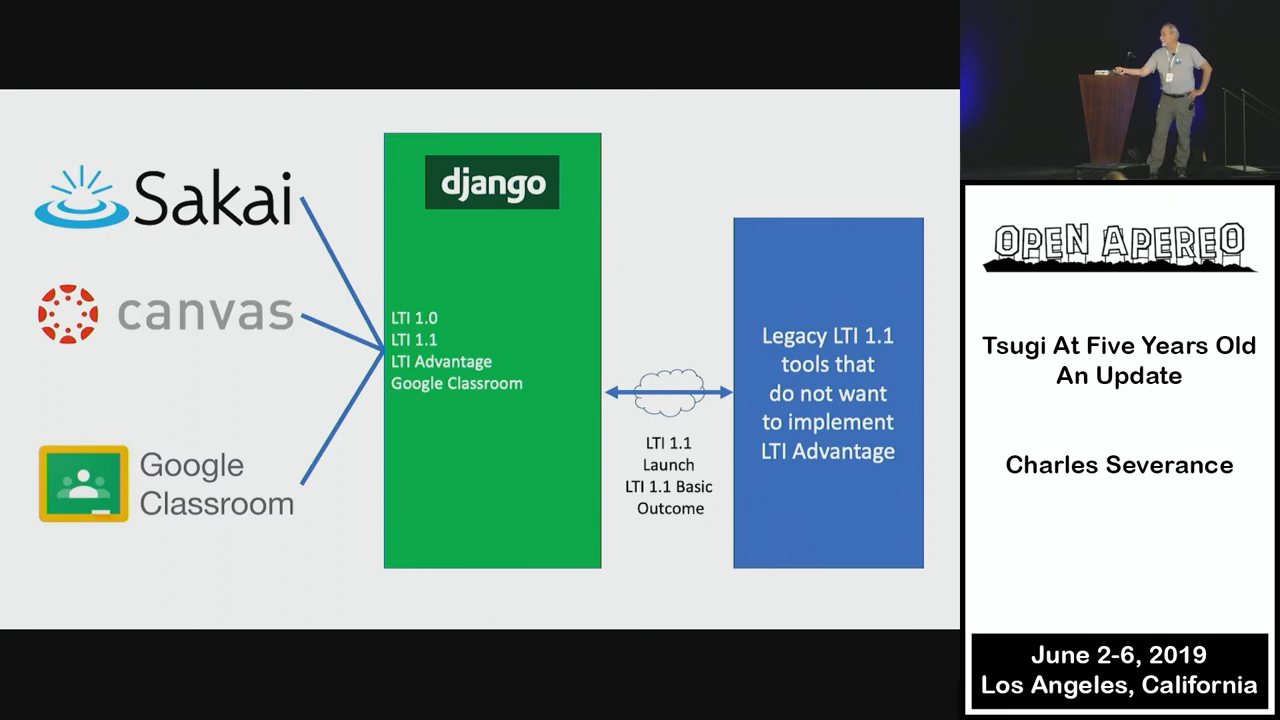 Sakai
canvas
Google
Classroom
django
LTI 1.0
LTI 1.1
LTI Advantage
Google Classroom
LTI 1.1
Launch
LTI 1.1 Basic
Outcome
Legacy LTI 1.1
tools that
do not want
to implement
LTI Advantage
OPEN APEREO
Tsugi At Five Years Old
An Update
Charles Severance
June 2-6, 2019
Los Angeles, California